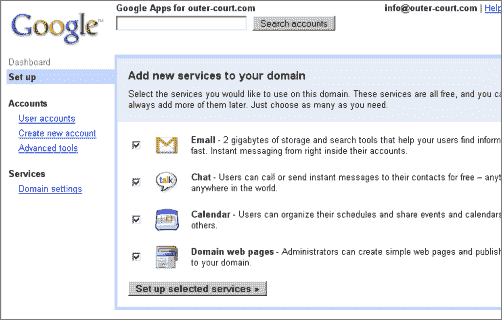 Google™
Google Apps for outer-court.com
info@outer-court.com | Help
Search accounts
Dashboard
Set up
Accounts
User accounts
Create new account
Advanced tools
Services
Domain settings
Add new services to your domain
Select the services you would like to use on this domain. These services are all free, and you ca
always add more of them later. Just choose as many as you need.
Email - 2 gigabytes of storage and search tools that help your users find inform
fast. Instant messaging from right inside their accounts.
talk
Chat - Users can call or send instant messages to their contacts for free – anyt
anywhere in the world.
Calendar - Users can organize their schedules and share events and calendars
others.
Domain web pages - Administrators can create simple web pages and publish
to your domain.
Set up selected services »